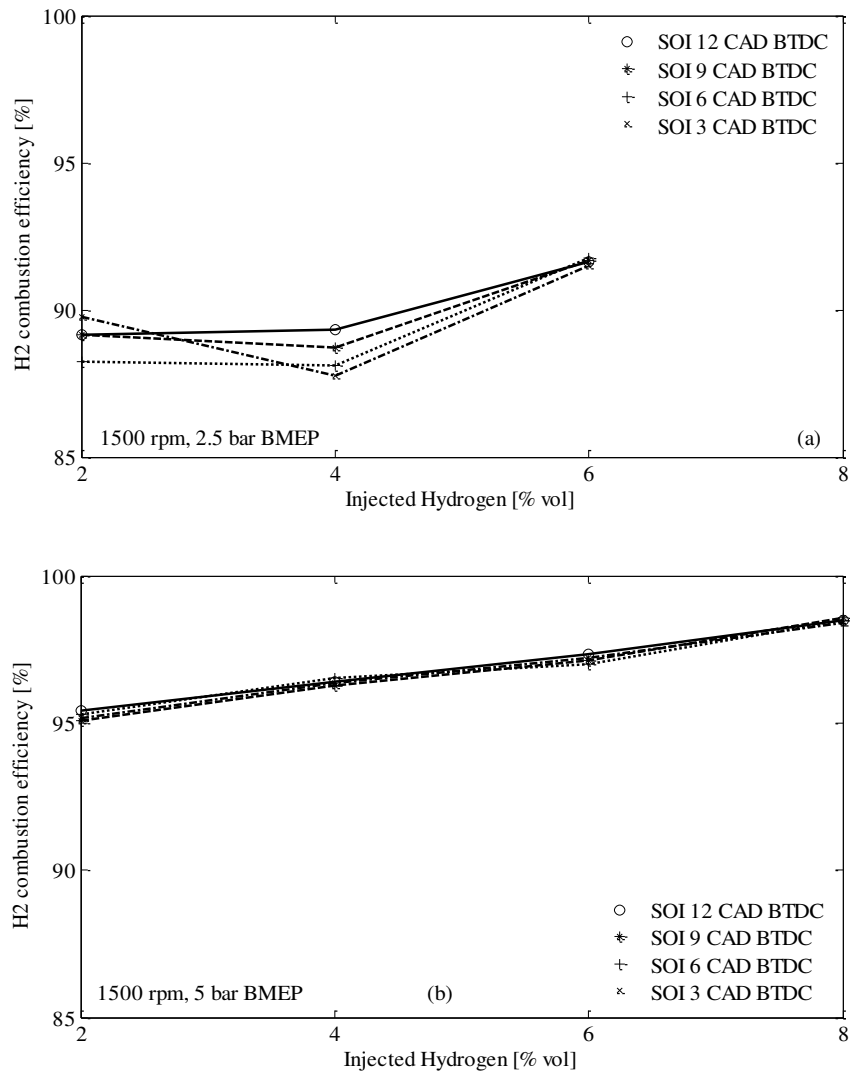 100
SOI 12 CAD BTDC
SOI 9 CAD BTDC
SOI 6 CAD BTDC
SOI 3 CAD BTDC
95
H2 combustion efficiency [%]
90
1500 rpm, 2.5 bar BMEP
(a)
85
2 4 6 8
Injected Hydrogen [% vol]
100
95
H2 combustion efficiency [%]
90
SOI 12 CAD BTDC
SOI 9 CAD BTDC
SOI 6 CAD BTDC
SOI 3 CAD BTDC
1500 rpm, 5 bar BMEP
(b)
85
2 4 6 8
Injected Hydrogen [% vol]